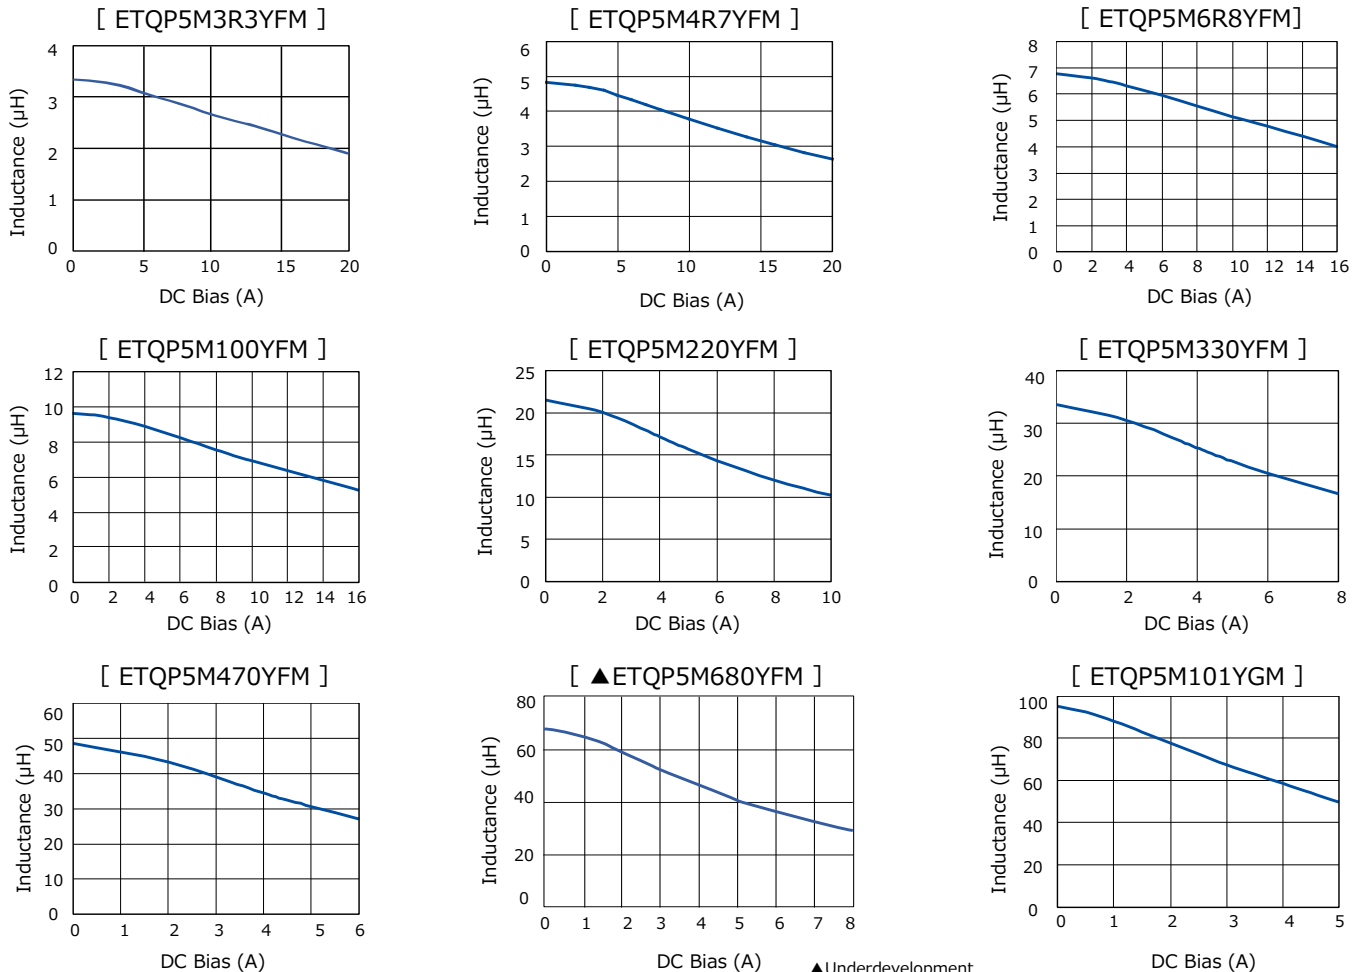 [ ETQP5M3R3YFM ]
4
3
2
1
0
0 5 10 15 20
Inductance (μH)
DC Bias (A)
[ ETQP5M4R7YFM ]
6
5
4
3
2
1
0
0 5 10 15 20
Inductance (μH)
DC Bias (A)
[ ETQP5M6R8YFM]
8
7
6
5
4
3
2
1
0
0 2 4 6 8 10 12 14 16
Inductance (μH)
DC Bias (A)
[ ETQP5M100YFM ]
12
10
8
6
4
2
0
0 2 4 6 8 10 12 14 16
Inductance (μH)
DC Bias (A)
[ ETQP5M220YFM ]
25
20
15
10
5
0
0 2 4 6 8 10
Inductance (μH)
DC Bias (A)
[ ETQP5M330YFM ]
40
30
20
10
0
0 2 4 6 8
Inductance (μH)
DC Bias (A)
[ ETQP5M470YFM ]
60
50
40
30
20
10
0
0 1 2 3 4 5 6
Inductance (μH)
DC Bias (A)
[ ▲ETQP5M680YFM ]
80
60
40
20
0
0 1 2 3 4 5 6 7 8
Inductance (μH)
DC Bias (A)
▲Underdevelopment
[ ETQP5M101YGM ]
100
80
60
40
20
0
0 1 2 3 4 5
Inductance (μH)
DC Bias (A)